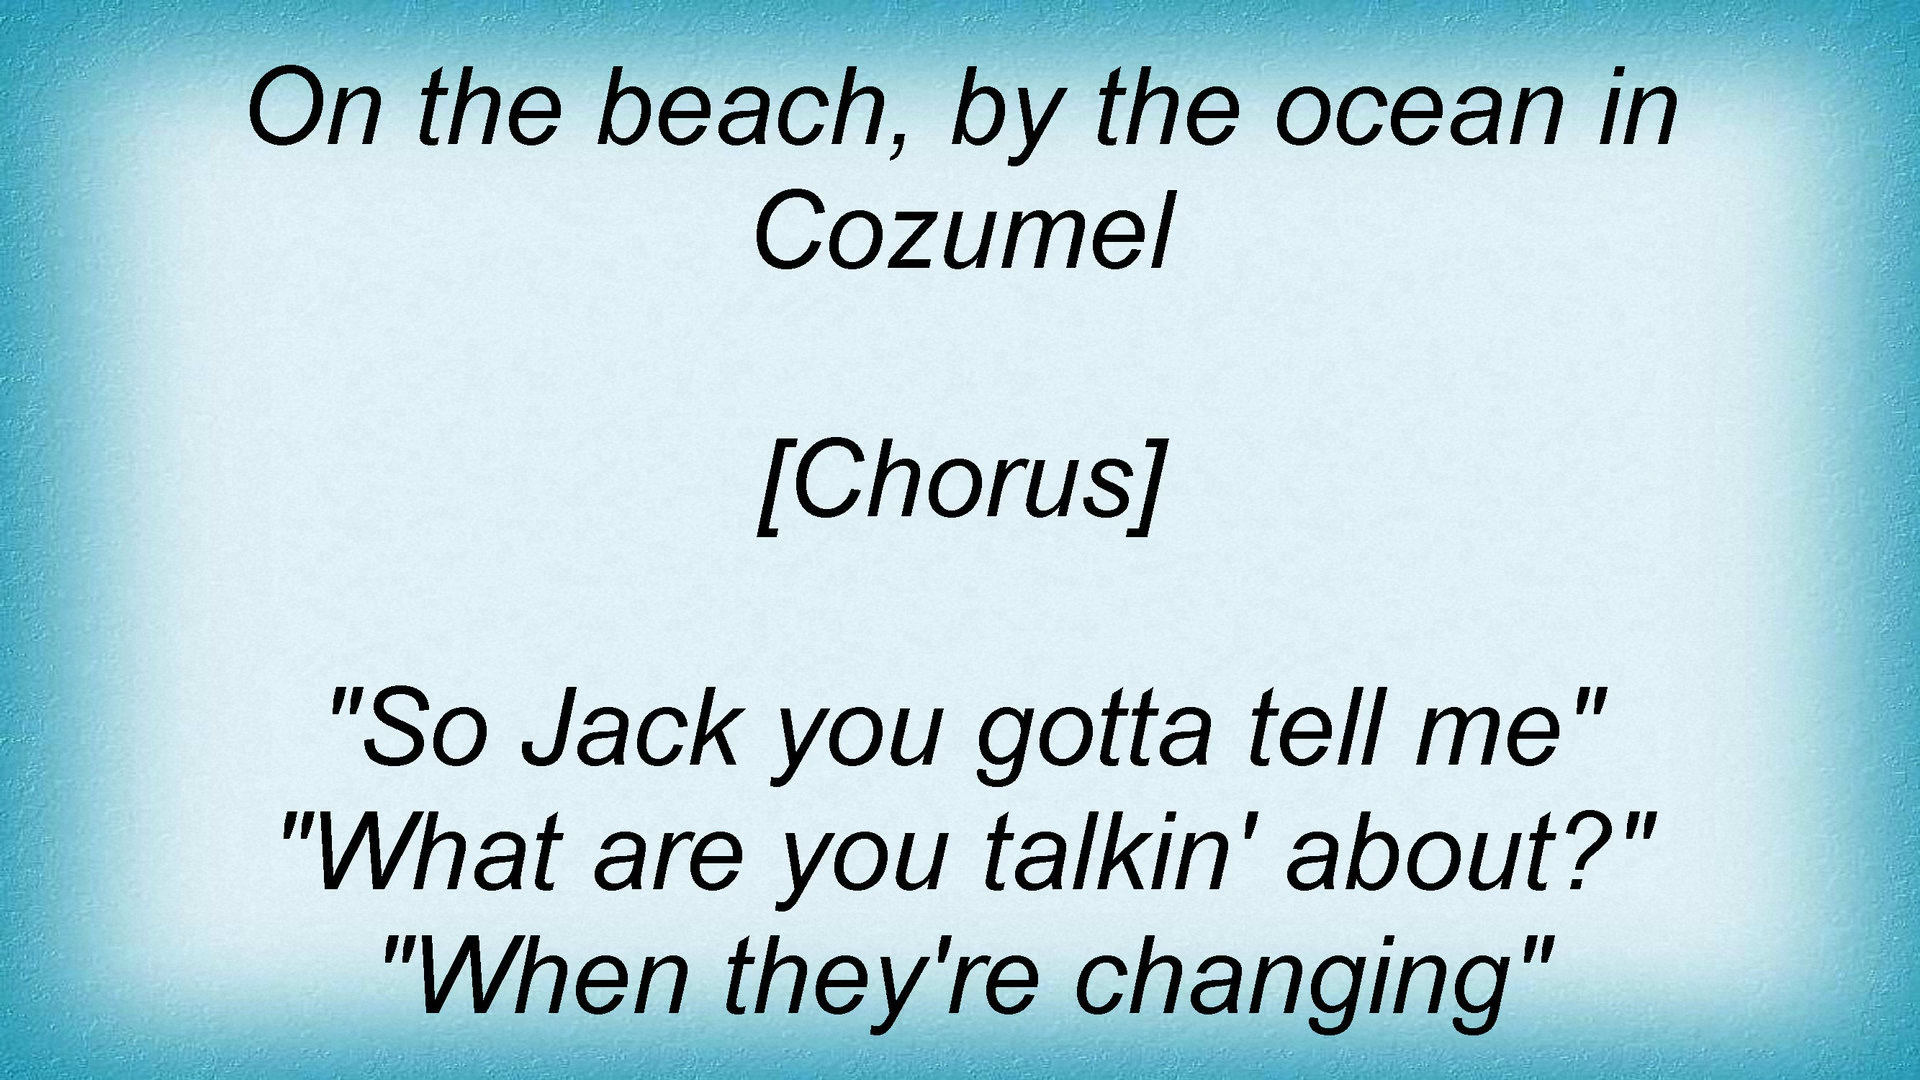 On the beach, by the ocean in
Cozumel
[Chorus]
"So Jack you gotta tell me"
"What are you talkin' about?"
"When they're changing"